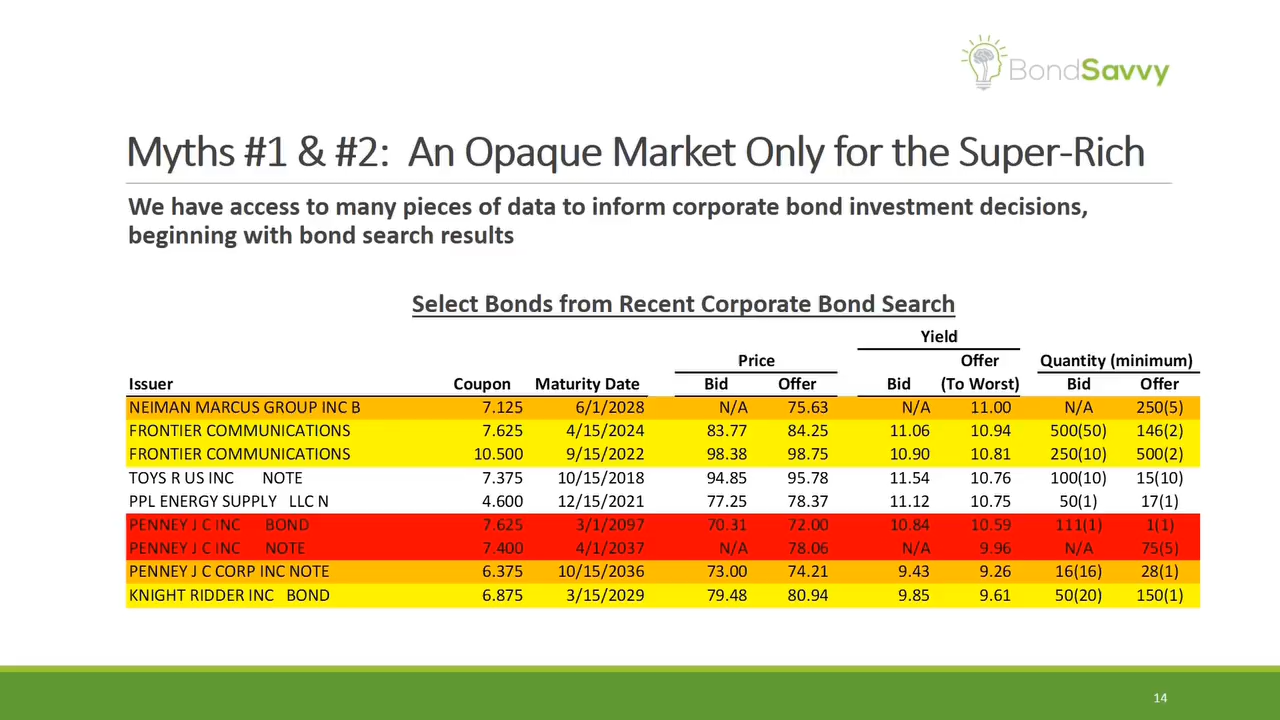 BondSavvy
Myths #1 & #2: An Opaque Market Only for the Super-Rich
We have access to many pieces of data to inform corporate bond investment decisions,
beginning with bond search results
Select Bonds from Recent Corporate Bond Search
Yield
Price Offer Quantity (minimum)
Issuer Coupon Maturity Date Bid Offer Bid (To Worst) Bid Offer
NEIMAN MARCUS GROUP INC B 7.125 6/1/2028 N/A 75.63 N/A 11.00 N/A 250(5)
FRONTIER COMMUNICATIONS 7.625 4/15/2024 83.77 84.25 11.06 10.94 500(50) 146(2)
FRONTIER COMMUNICATIONS 10.500 9/15/2022 98.38 98.75 10.90 10.81 250(10) 500(2)
TOYS R US INC NOTE 7.375 10/15/2018 94.85 95.78 11.54 10.76 100(10) 15(10)
PPL ENERGY SUPPLY LLC N 4.600 12/15/2021 77.25 78.37 11.12 10.75 50(1) 17(1)
PENNEY J C INC BOND 7.625 3/1/2097 70.31 72.00 10.84 10.59 111(1) 1(1)
PENNEY J C INC NOTE 7.400 4/1/2037 N/A 78.06 N/A 9.96 N/A 75(5)
PENNEY J C CORP INC NOTE 6.375 10/15/2036 73.00 74.21 9.43 9.26 16(16) 28(1)
KNIGHT RIDDER INC BOND 6.875 3/15/2029 79.48 80.94 9.85 9.61 50(20) 150(1)
14